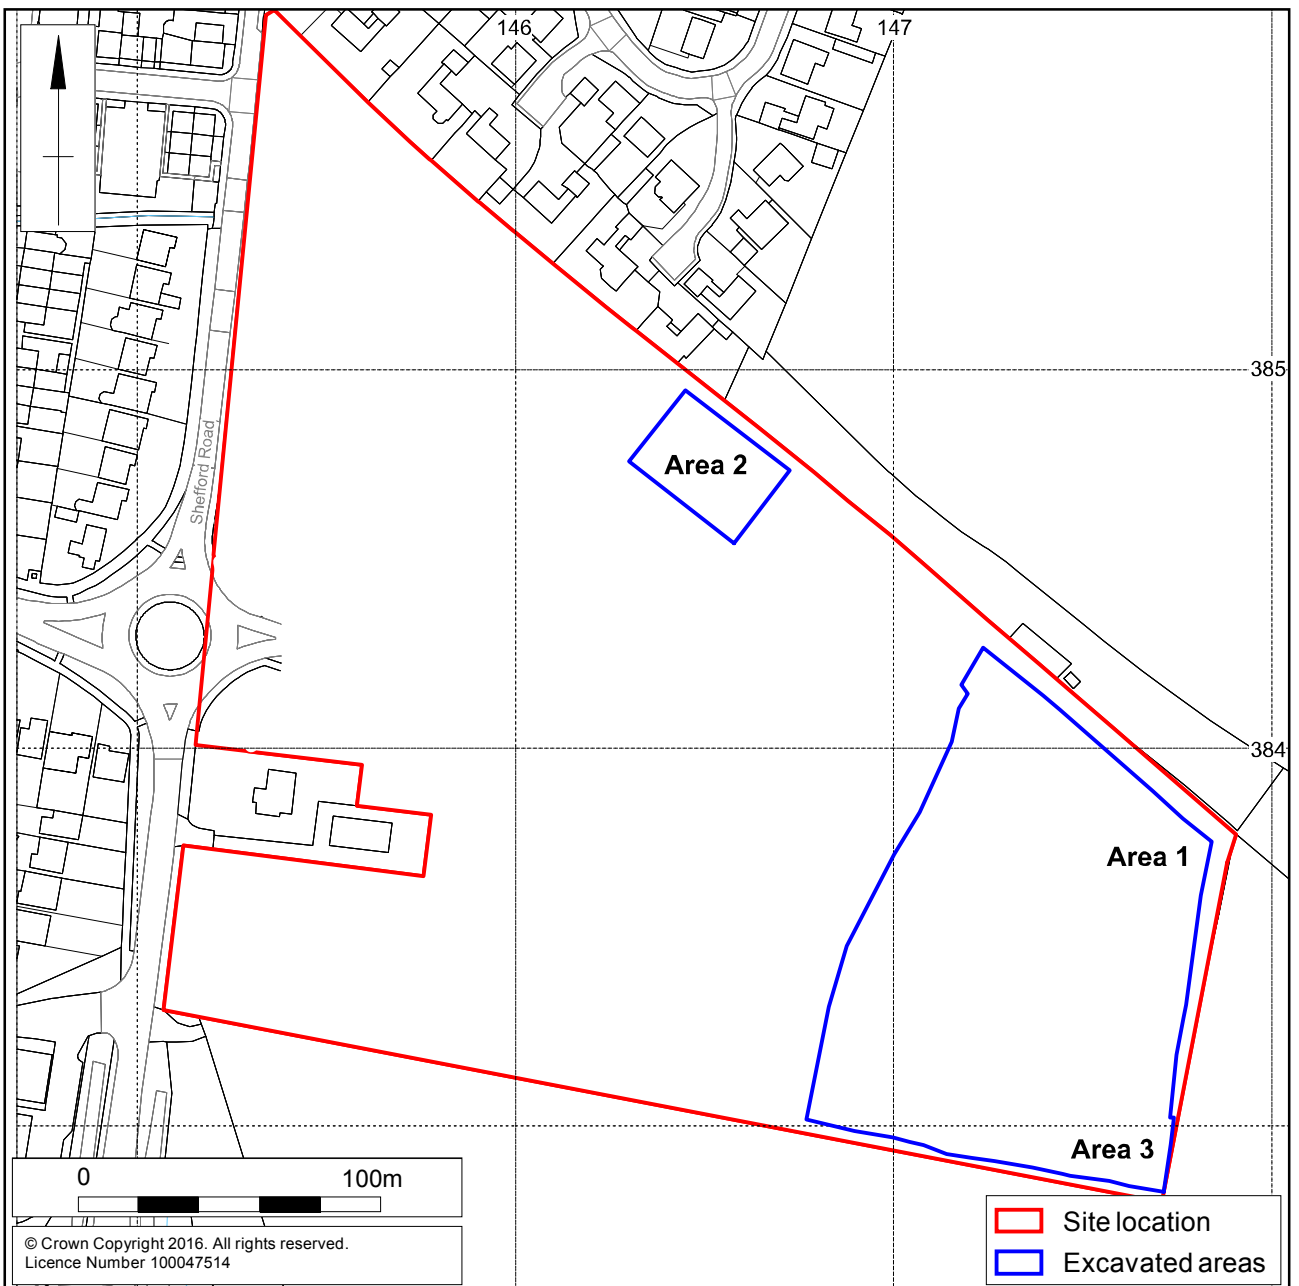 146
147
385
Area 2
Shefford Road
384
Area 1
Area 3
0 100m
Site location
Excavated areas
© Crown Copyright 2016. All rights reserved.
Licence Number 100047514